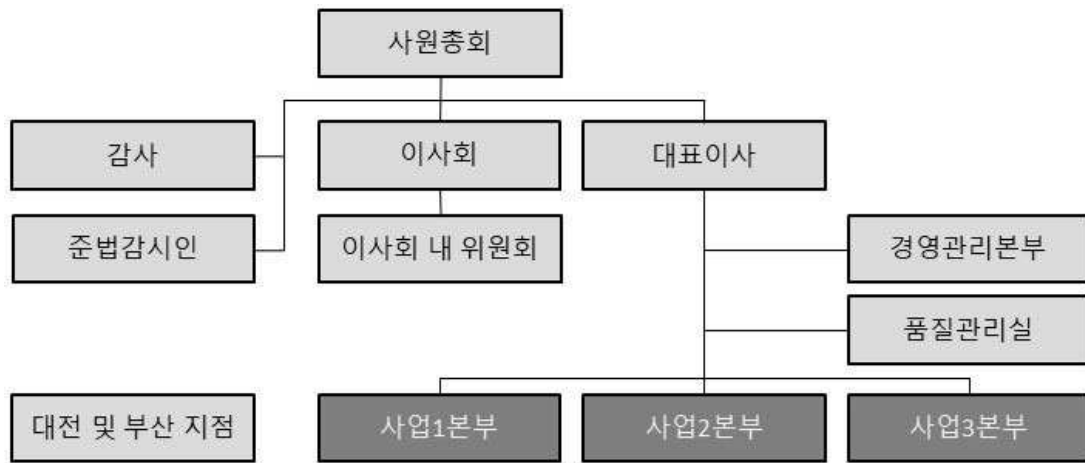 사원총회
감사
이사회
대표이사
준법감시인
이사회 내 위원회
경영관리본부
품질관리실
대전 및 부산 지점
사업1본부
사업2본부
사업3본부